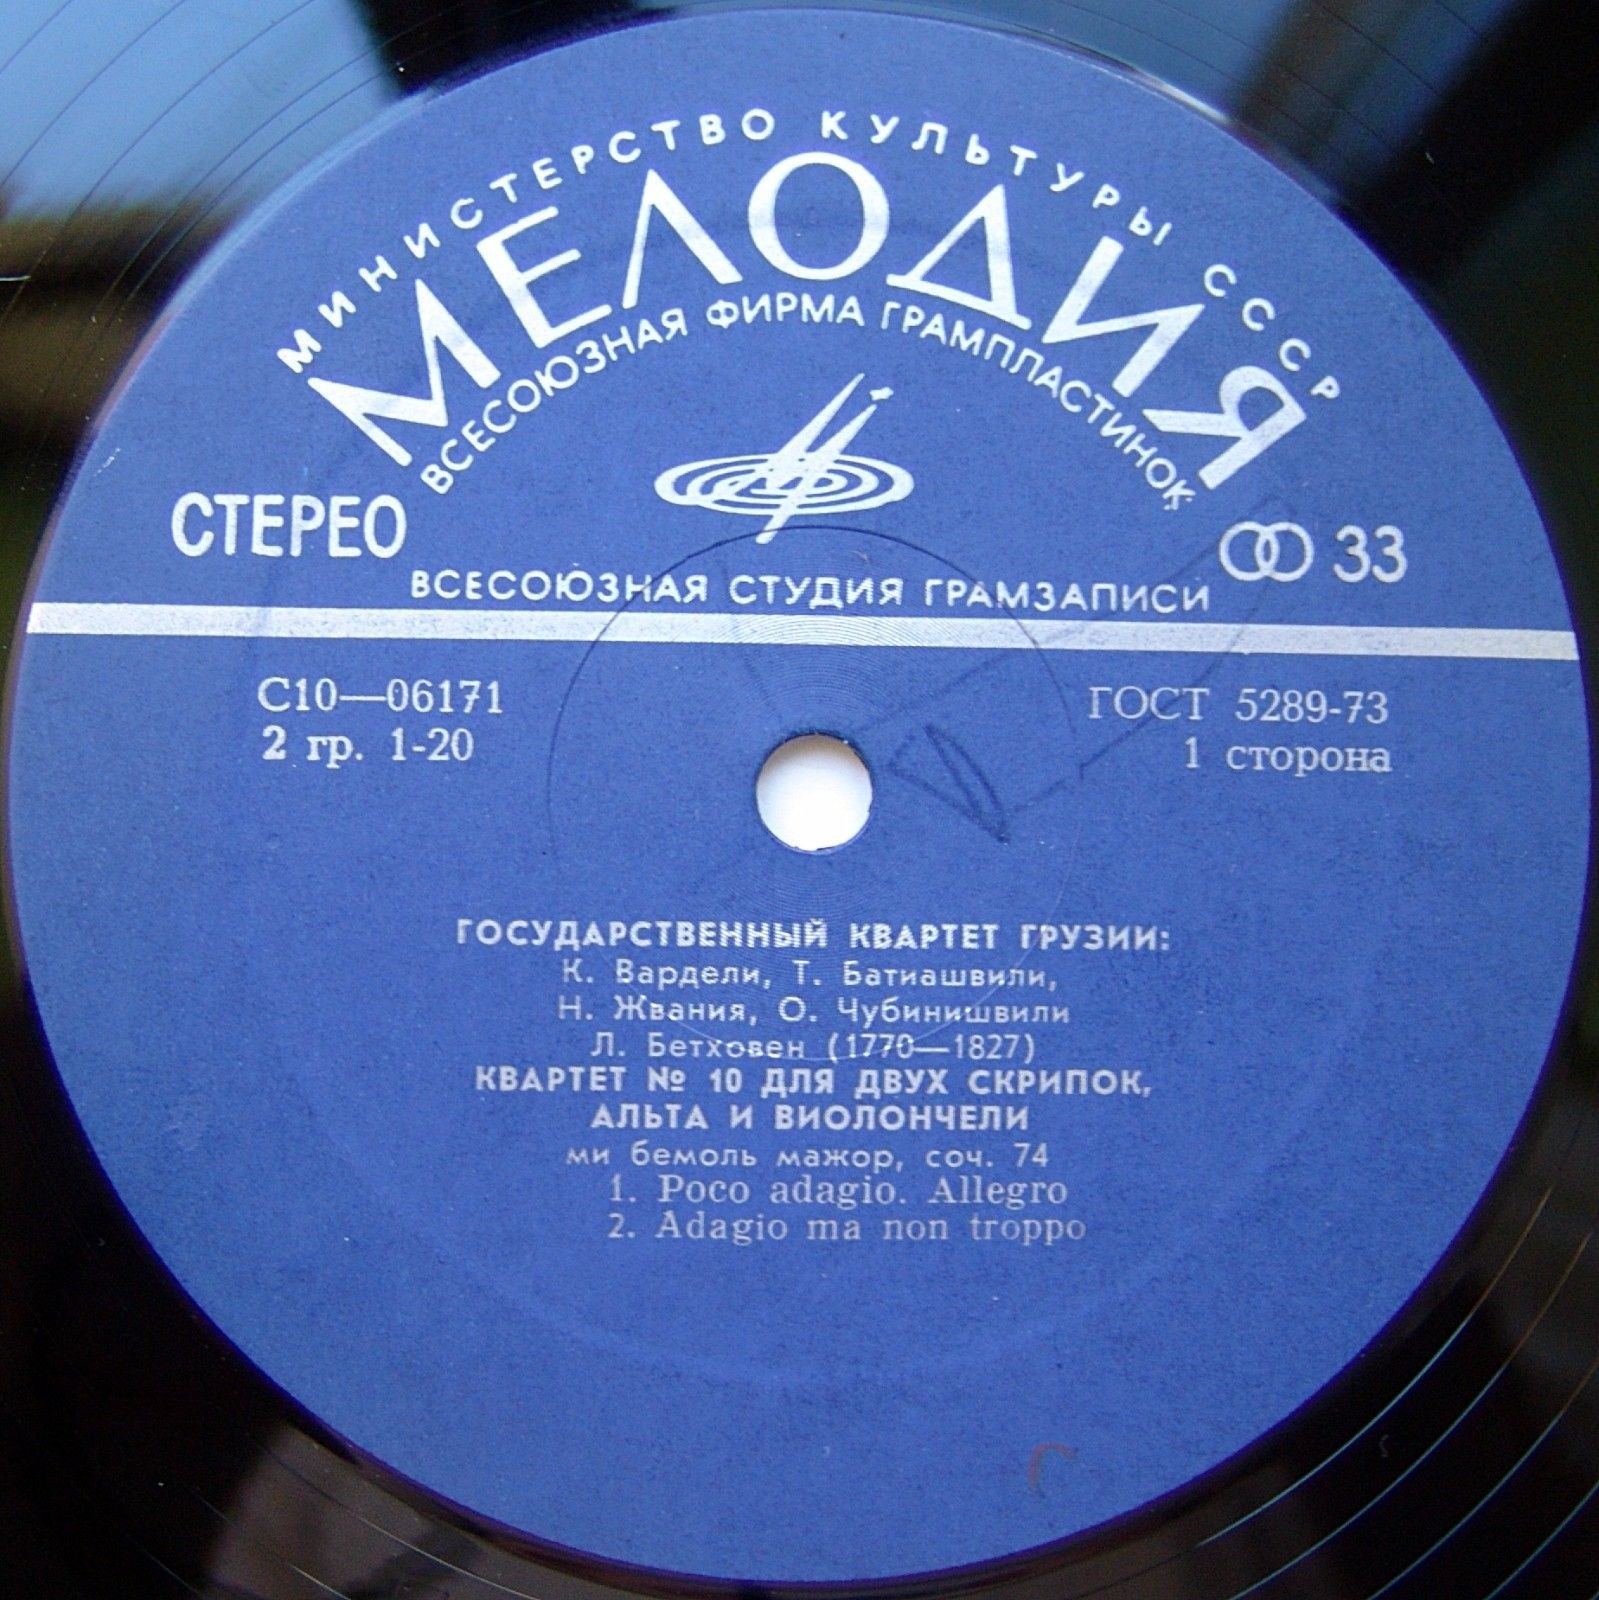 МИНИСТЕРСТВО КУЛЬТУРЫ СССР
МЕЛОДИЯ
ВСЕСОЮЗНАЯ ФИРМА ГРАМПЛАСТИНОК
СТЕРЕО
33
ВСЕСОЮЗНАЯ СТУДИЯ ГРАМЗАПИСИ
С10—06171
ГОСТ 5289-73
2 гр. 1-20
1 сторона
ГОСУДАРСТВЕННЫЙ КВАРТЕТ ГРУЗИИ:
К. Вардели, Т. Батиашвили,
Н. Жвания, О. Чубинишвили
Л. Бетховен (1770—1827)
КВАРТЕТ № 10 ДЛЯ ДВУХ СКРИПОК,
АЛЬТА И ВИОЛОНЧЕЛИ
ми бемоль мажор, соч. 74
1. Poco adagio. Allegro
2. Adagio ma non troppo